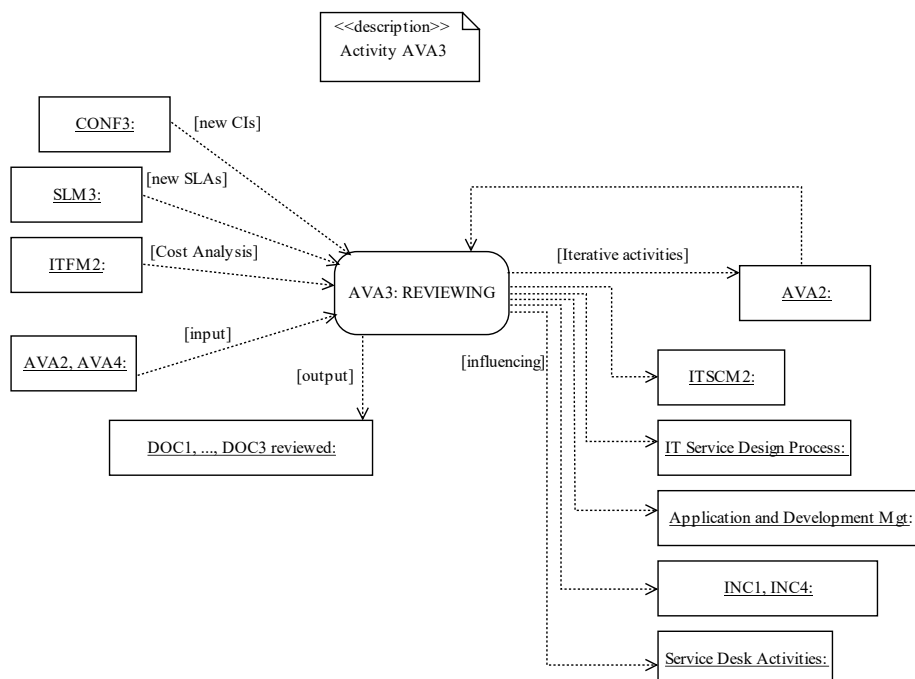 <<description>>
Activity AVA3
CONF3:
[new CIs]
SLM3:
[new SLAs]
ITFM2:
[Cost Analysis]
[Iterative activities]
AVA3: REVIEWING
AVA2:
[input]
AVA2, AVA4:
[influencing]
[output]
ITSCM2:
DOC1, ..., DOC3 reviewed:
IT Service Design Process:
Application and Development Mgt:
INC1, INC4:
Service Desk Activities: